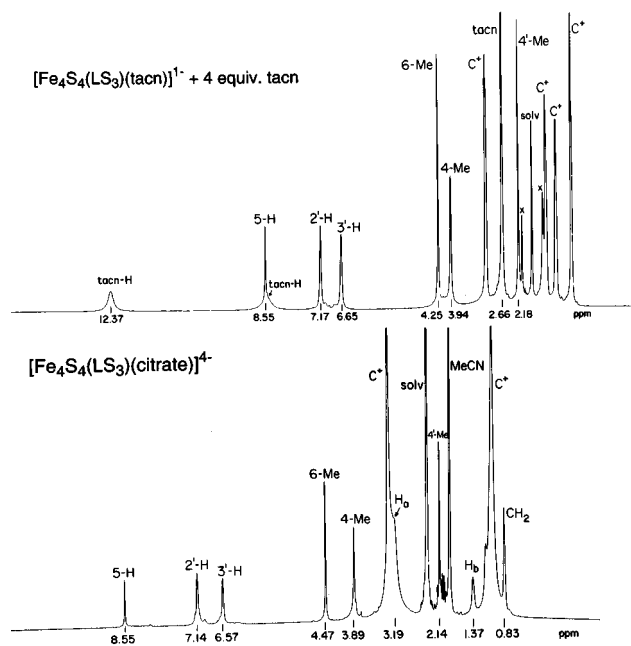 [Fe4S4(LS3)(tacn)]1- + 4 equiv. tacn
tacn-H
5-H
tacn-H
2'-H
3'-H
6-Me
4-Me
C+
tacn
4'-Me
x
solv
x
C+
C+
C+
12.37 8.55 7.17 6.65 4.25 3.94 2.66 2.18 ppm
[Fe4S4(LS3)(citrate)]4-
5-H
2'-H
3'-H
6-Me
4-Me
C+
Ha
solv
4'-Me
MeCN
Hb
C+
CH2
8.55 7.14 6.57 4.47 3.89 3.19 2.14 1.37 0.83 ppm